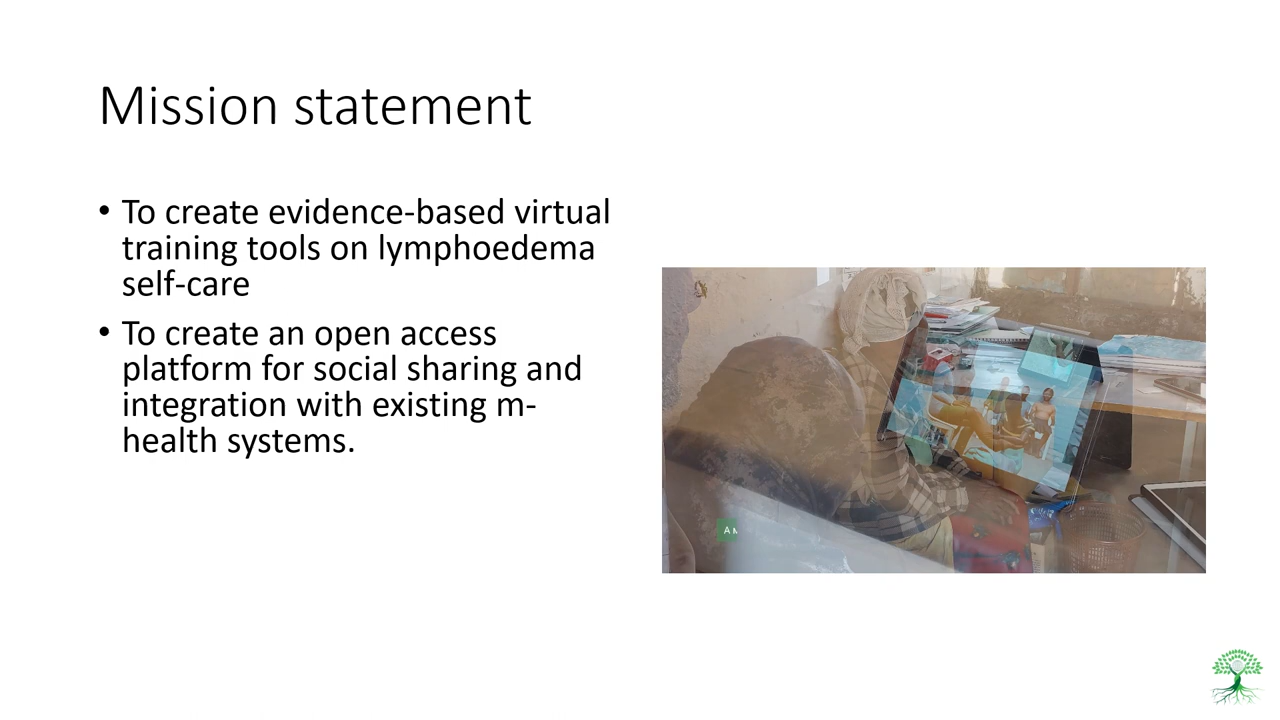 Mission statement
• To create evidence-based virtual
training tools on lymphoedema
self-care
• To create an open access
platform for social sharing and
integration with existing m-
health systems.
A